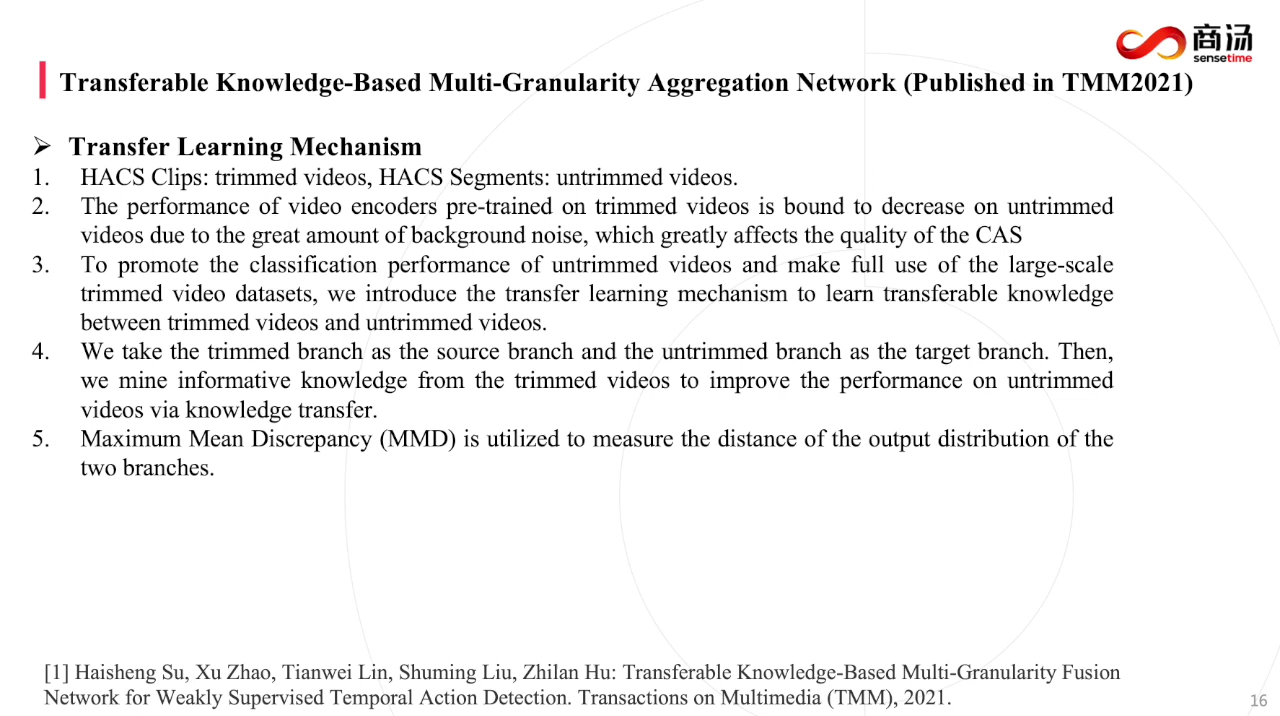 商汤
sensetime
Transferable Knowledge-Based Multi-Granularity Aggregation Network (Published in TMM2021)
➢ Transfer Learning Mechanism
1. HACS Clips: trimmed videos, HACS Segments: untrimmed videos.
2. The performance of video encoders pre-trained on trimmed videos is bound to decrease on untrimmed
videos due to the great amount of background noise, which greatly affects the quality of the CAS
3. To promote the classification performance of untrimmed videos and make full use of the large-scale
trimmed video datasets, we introduce the transfer learning mechanism to learn transferable knowledge
between trimmed videos and untrimmed videos.
4. We take the trimmed branch as the source branch and the untrimmed branch as the target branch. Then,
we mine informative knowledge from the trimmed videos to improve the performance on untrimmed
videos via knowledge transfer.
5. Maximum Mean Discrepancy (MMD) is utilized to measure the distance of the output distribution of the
two branches.
[1] Haisheng Su, Xu Zhao, Tianwei Lin, Shuming Liu, Zhilan Hu: Transferable Knowledge-Based Multi-Granularity Fusion
Network for Weakly Supervised Temporal Action Detection. Transactions on Multimedia (TMM), 2021.
16